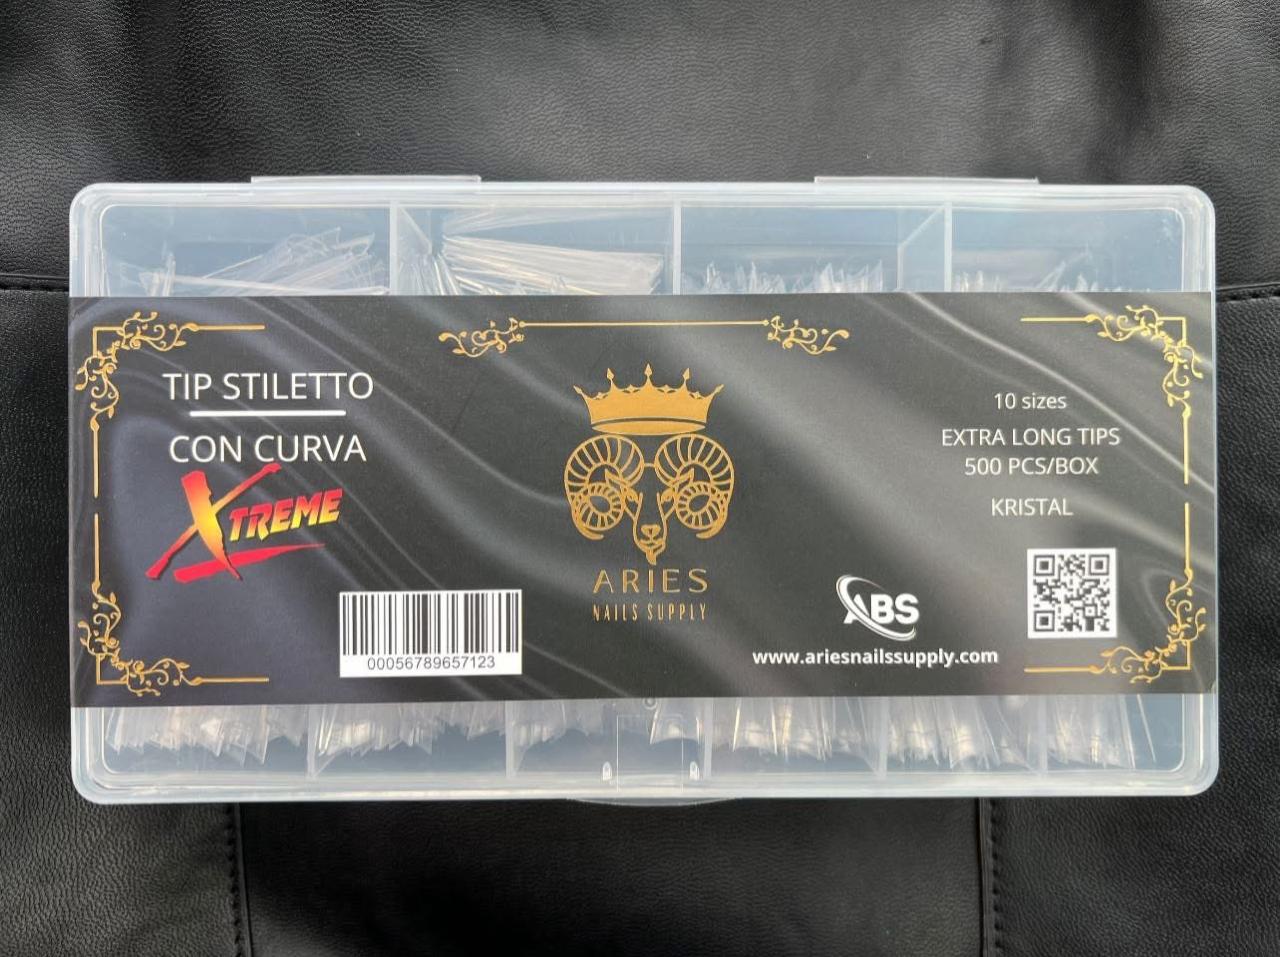 TIP STILETTO
CON CURVA
XTREME
00056789657123
ARIES
NAILS SUPPLY
10 sizes
EXTRA LONG TIPS
500 PCS/BOX
KRISTAL
ABS
www.ariesnailssupply.com